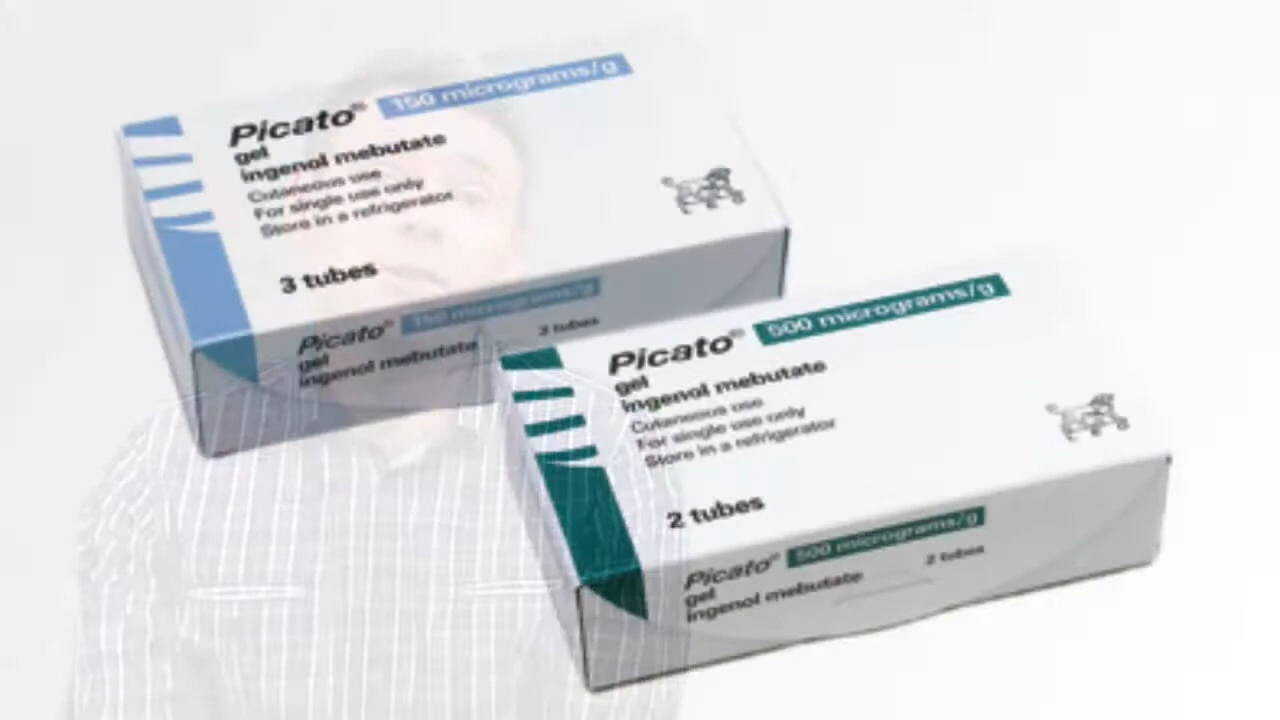 Picato® 150 micrograms/g
gel
ingenol mebutate
Cutaneous use
For single use only
Store in a refrigerator
3 tubes
Picato® 150 micrograms/g
gel
ingenol mebutate
3 tubes
Picato® 500 micrograms/g
gel
ingenol mebutate
Cutaneous use
For single use only
Store in a refrigerator
2 tubes
Picato® 500 micrograms/g
gel
ingenol mebutate
2 tubes